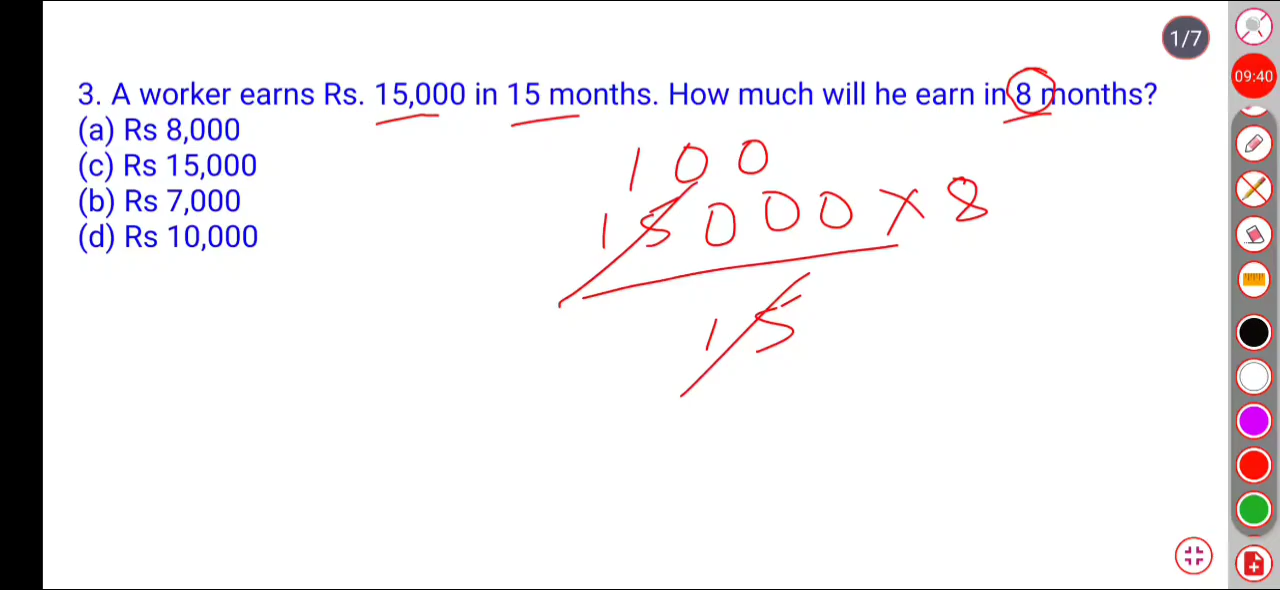 1/7
09:40
3. A worker earns Rs. 15,000 in 15 months. How much will he earn in 8 months?
(a) Rs 8,000
(c) Rs 15,000
(b) Rs 7,000
(d) Rs 10,000
100
15000 × 8
15